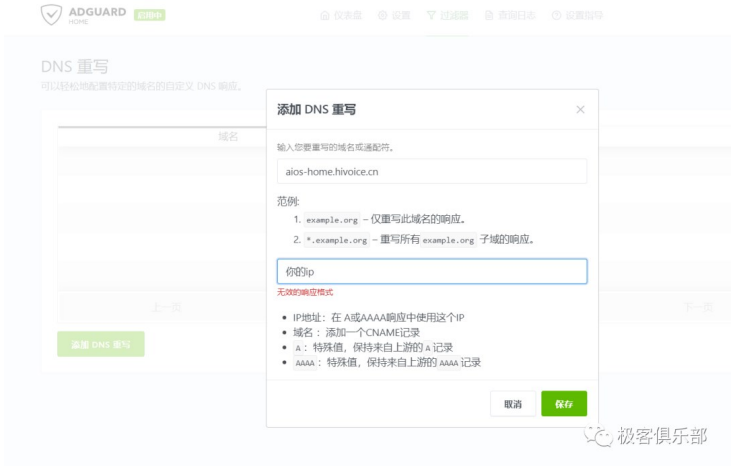 ADGUARD 启用中
HOME
仪表盘 设置 过滤器 查询日志 设置指导
DNS 重写
可以轻松地配置特定的域名的自定义 DNS 响应。
域名
添加 DNS 重写 ×
输入您要重写的域名或通配符。
aios-home.hivoice.cn
范例:
1. example.org – 仅重写此域名的响应。
2. *.example.org – 重写所有 example.org 子域的响应。
你的ip
无效的响应格式
IP地址：在 A或AAAA响应中使用这个IP
域名：添加一个CNAME记录
A：特殊值，保持来自上游的 A 记录
AAAA：特殊值，保持来自上游的 AAAA 记录
上一页 下一页
添加 DNS 重写
取消 保存
极客俱乐部